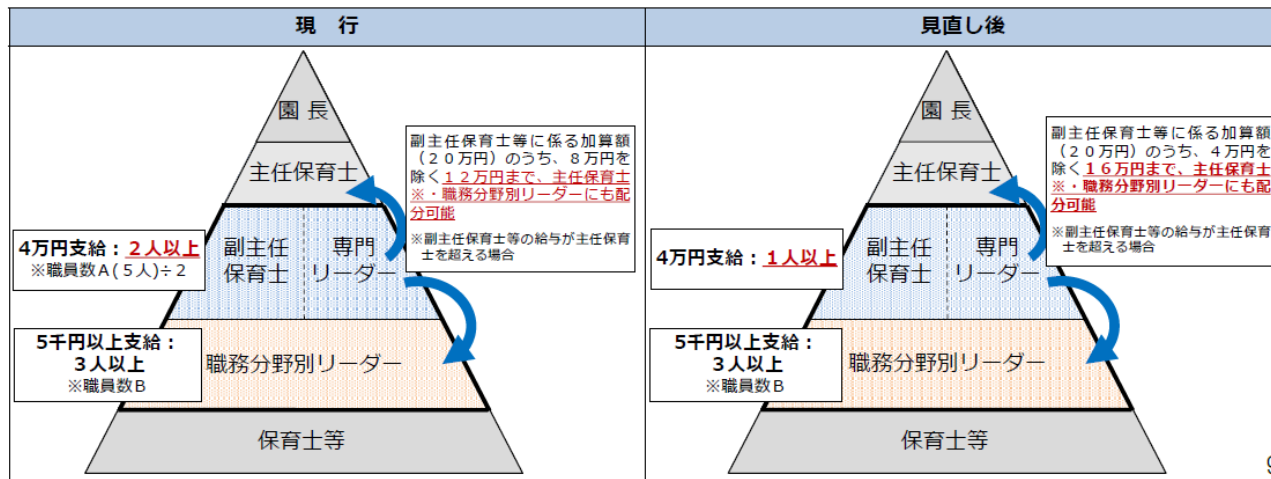 現 行
園 長
主任保育士
副主任保育士等に係る加算額
（２０万円）のうち、８万円を
除く１２万円まで、主任保育士
※・職務分野別リーダーにも配
分可能
※副主任保育士等の給与が主任保育
士を超える場合
4万円支給：２人以上
※職員数Ａ(５人)÷２
副主任
保育士
専門
リーダー
5千円以上支給：
３人以上
※職員数Ｂ
職務分野別リーダー
保育士等
見直し後
園 長
主任保育士
副主任保育士等に係る加算額
（２０万円）のうち、４万円を
除く１６万円まで、主任保育士
※・職務分野別リーダーにも配
分可能
※副主任保育士等の給与が主任保育
士を超える場合
4万円支給：１人以上
副主任
保育士
専門
リーダー
5千円以上支給：
３人以上
※職員数Ｂ
職務分野別リーダー
保育士等